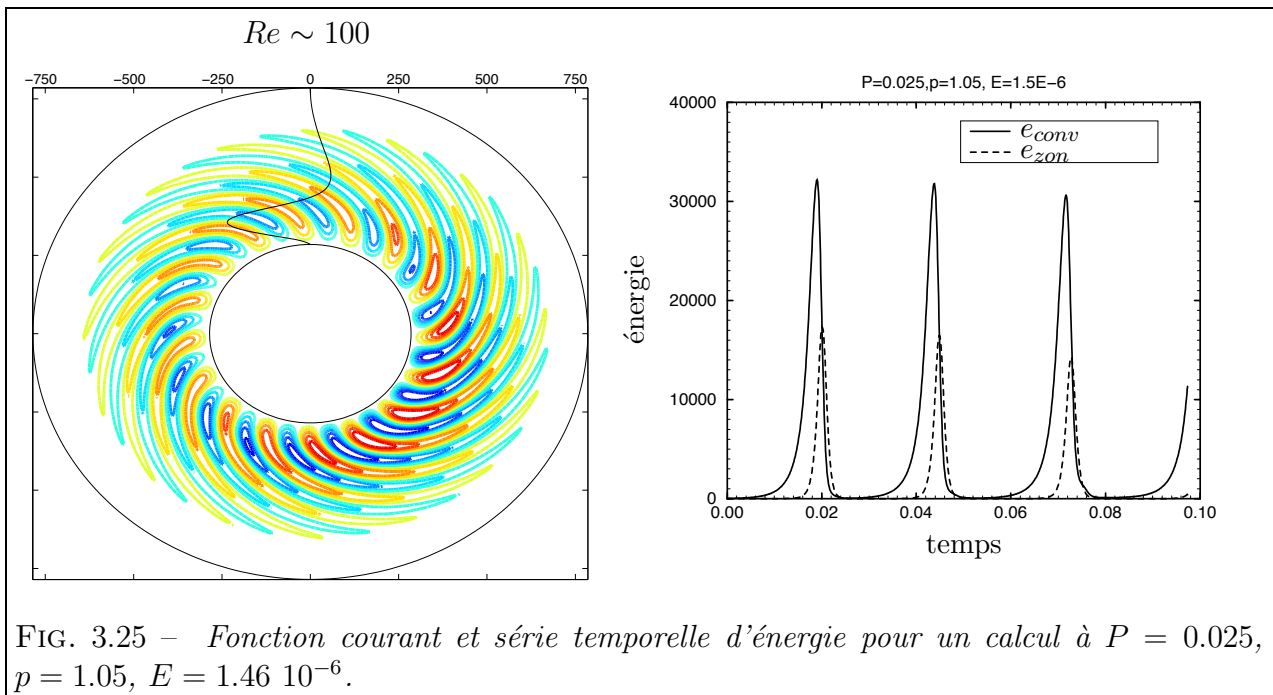 Re ∼ 100
−750 −500 −250 0 250 500 750
P=0.025,p=1.05, E=1.5E−6
40000
30000
20000
10000
0
énergie
e_conv
e_zon
0.00 0.02 0.04 0.06 0.08 0.10
temps
FIG. 3.25 – Fonction courant et série temporelle d'énergie pour un calcul à P = 0.025,
p = 1.05, E = 1.46 10⁻⁶.